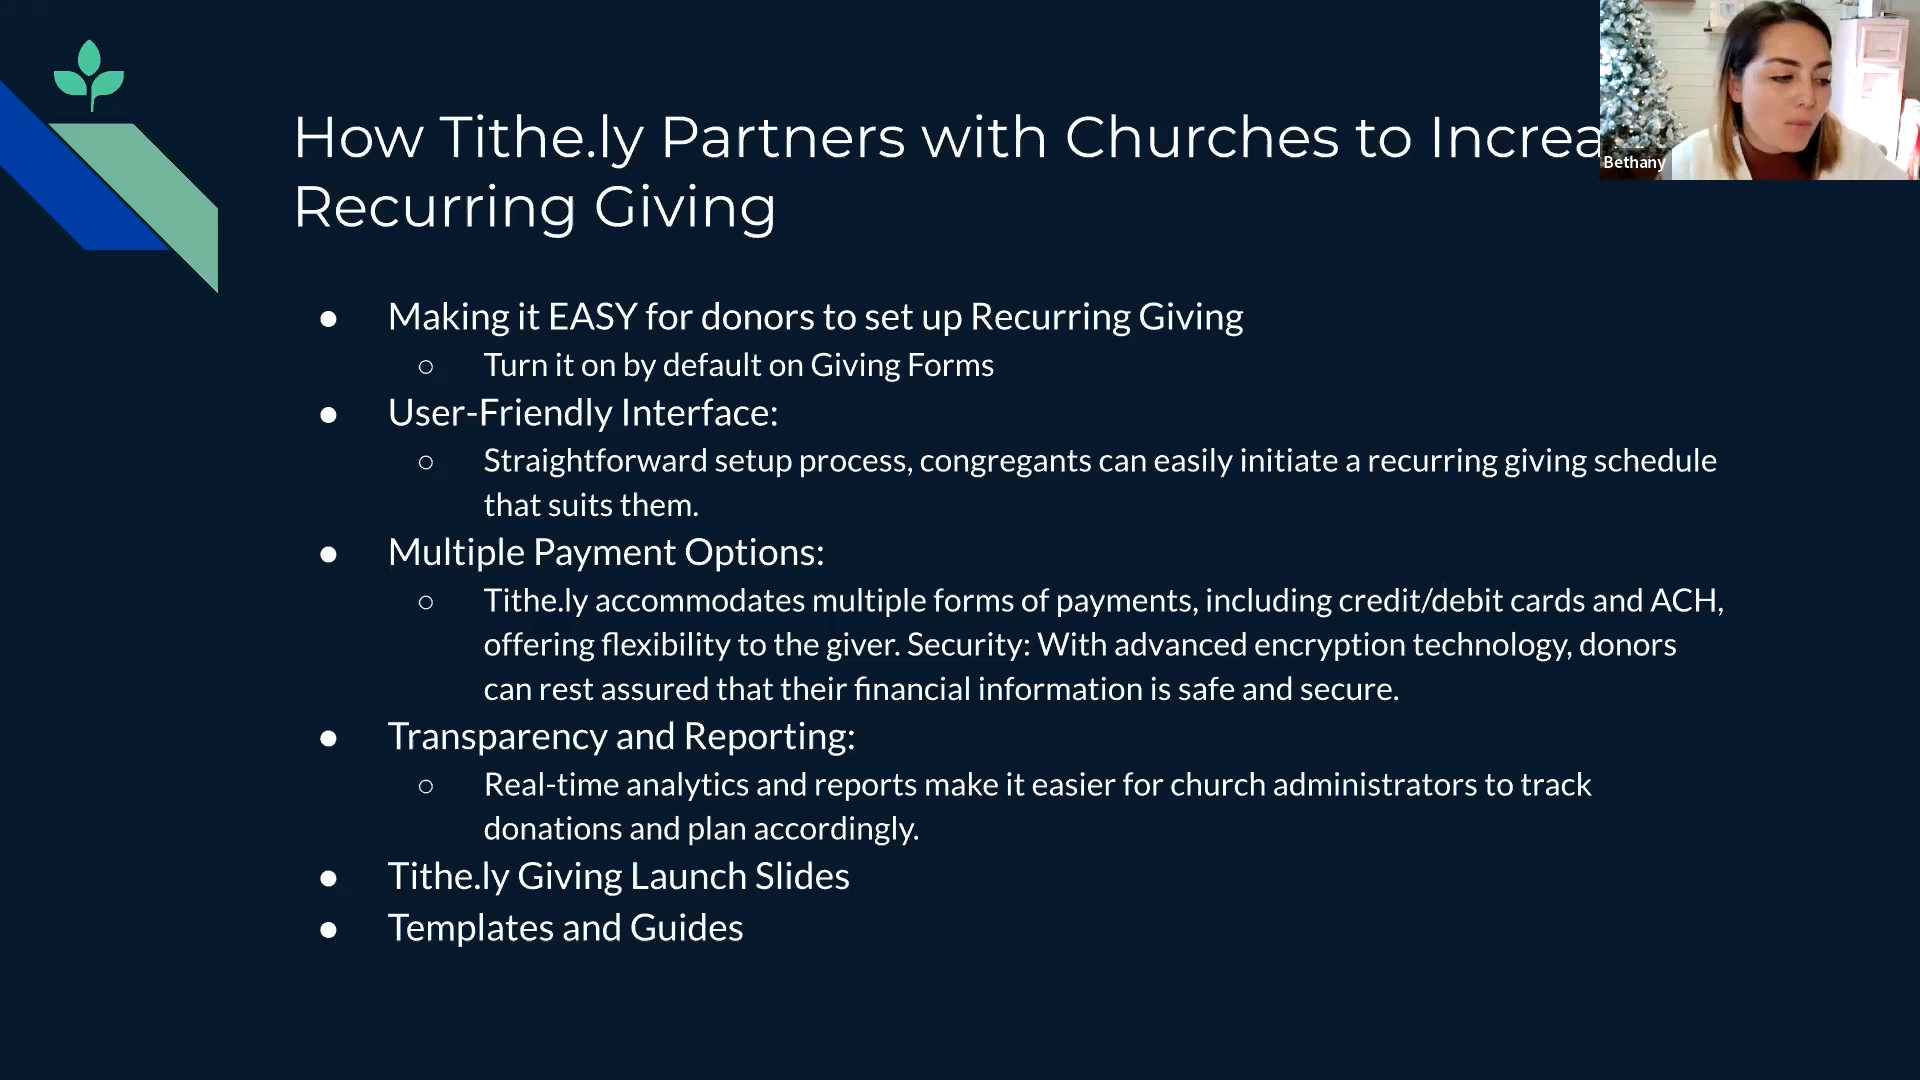 How Tithe.ly Partners with Churches to Increa
Recurring Giving
Bethany
● Making it EASY for donors to set up Recurring Giving
○ Turn it on by default on Giving Forms
● User-Friendly Interface:
○ Straightforward setup process, congregants can easily initiate a recurring giving schedule
that suits them.
● Multiple Payment Options:
○ Tithe.ly accommodates multiple forms of payments, including credit/debit cards and ACH,
offering flexibility to the giver. Security: With advanced encryption technology, donors
can rest assured that their financial information is safe and secure.
● Transparency and Reporting:
○ Real-time analytics and reports make it easier for church administrators to track
donations and plan accordingly.
● Tithe.ly Giving Launch Slides
● Templates and Guides